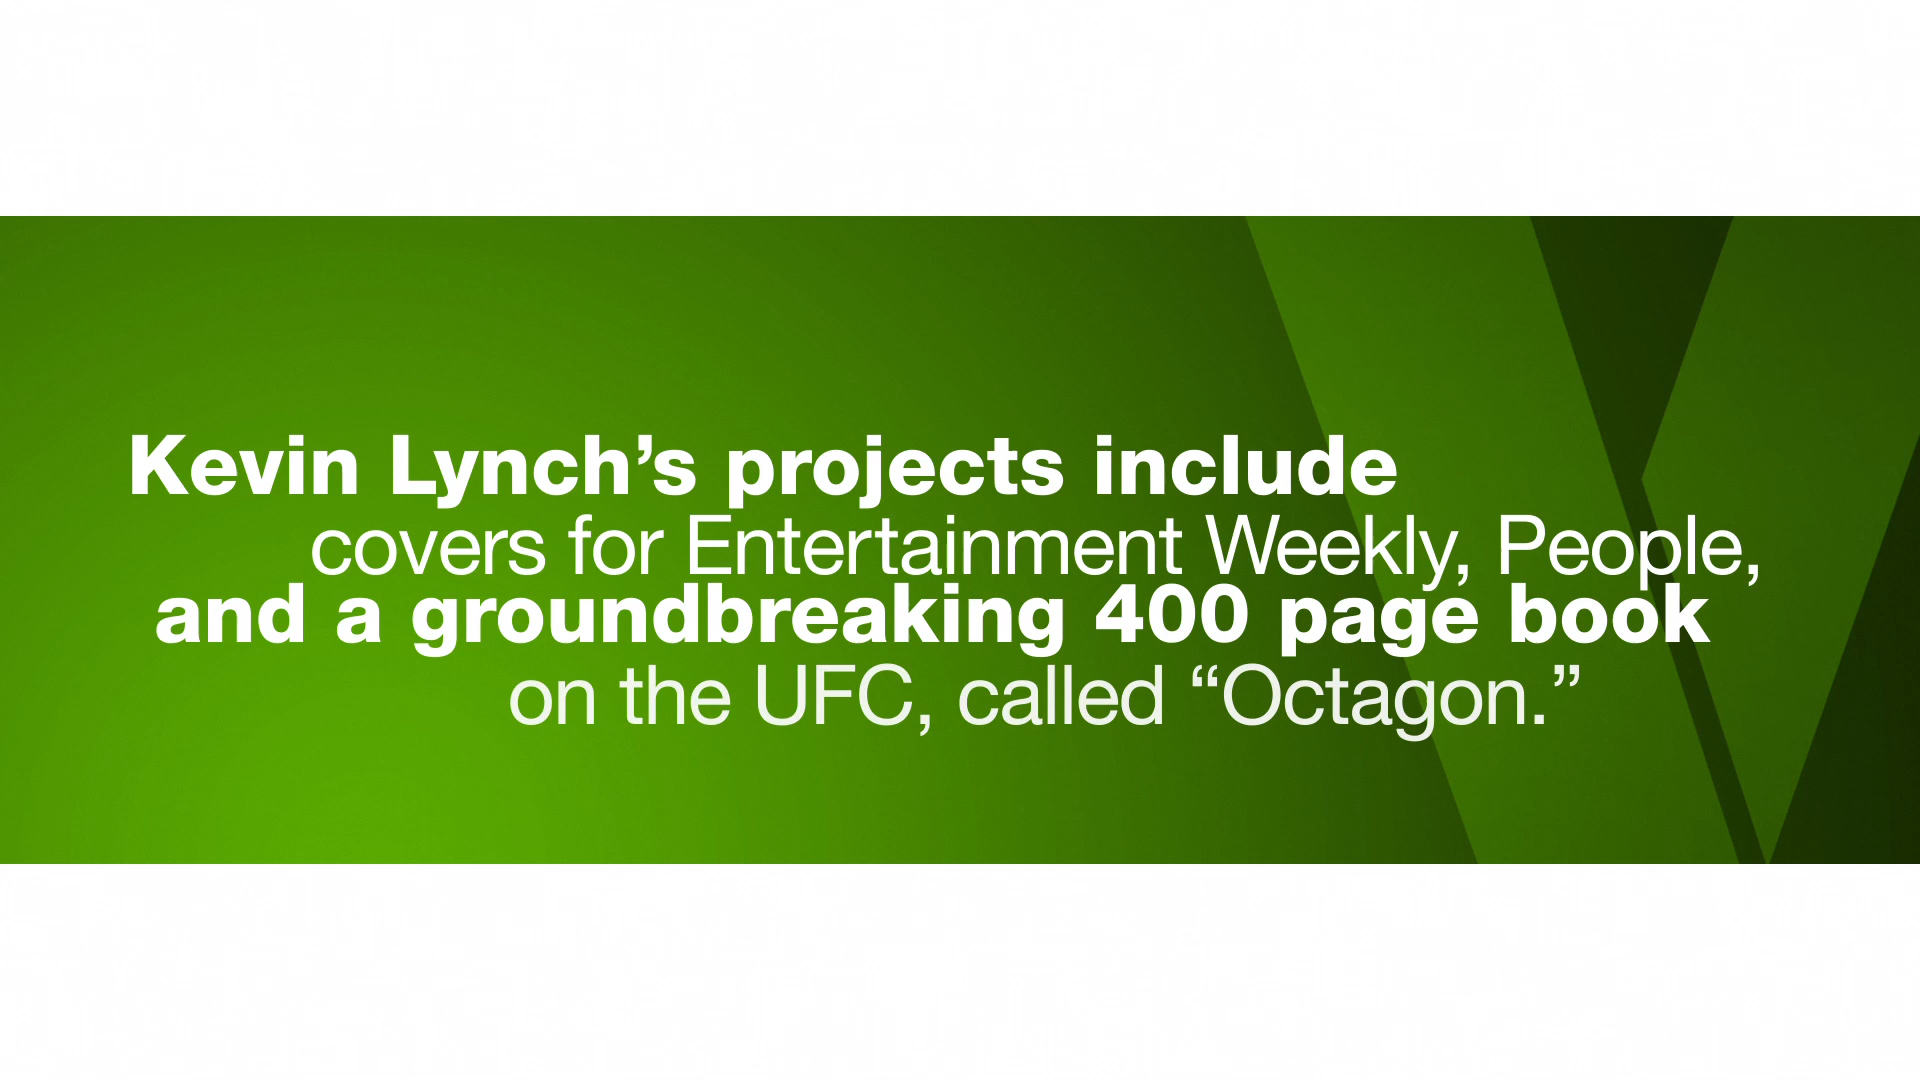 Kevin Lynch’s projects include
covers for Entertainment Weekly, People,
and a groundbreaking 400 page book
on the UFC, called “Octagon.”